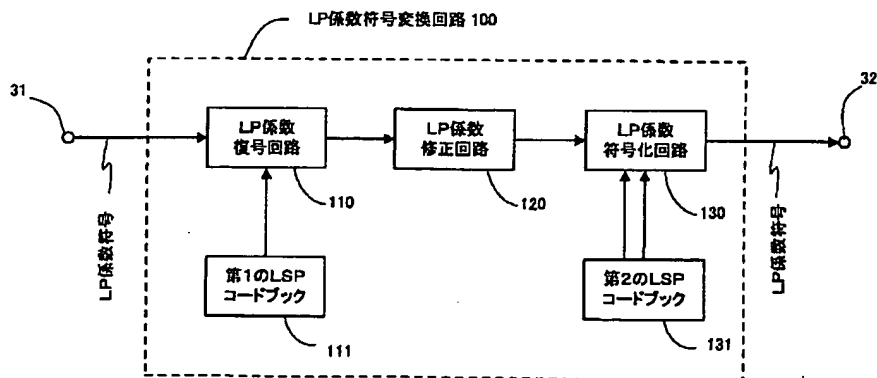 LP係数符号変換回路 100
31
32
LP係数
復号回路
LP係数
修正回路
LP係数
符号化回路
110
120
130
LP係数符号
LP係数符号
第1のLSP
コードブック
第2のLSP
コードブック
111
131